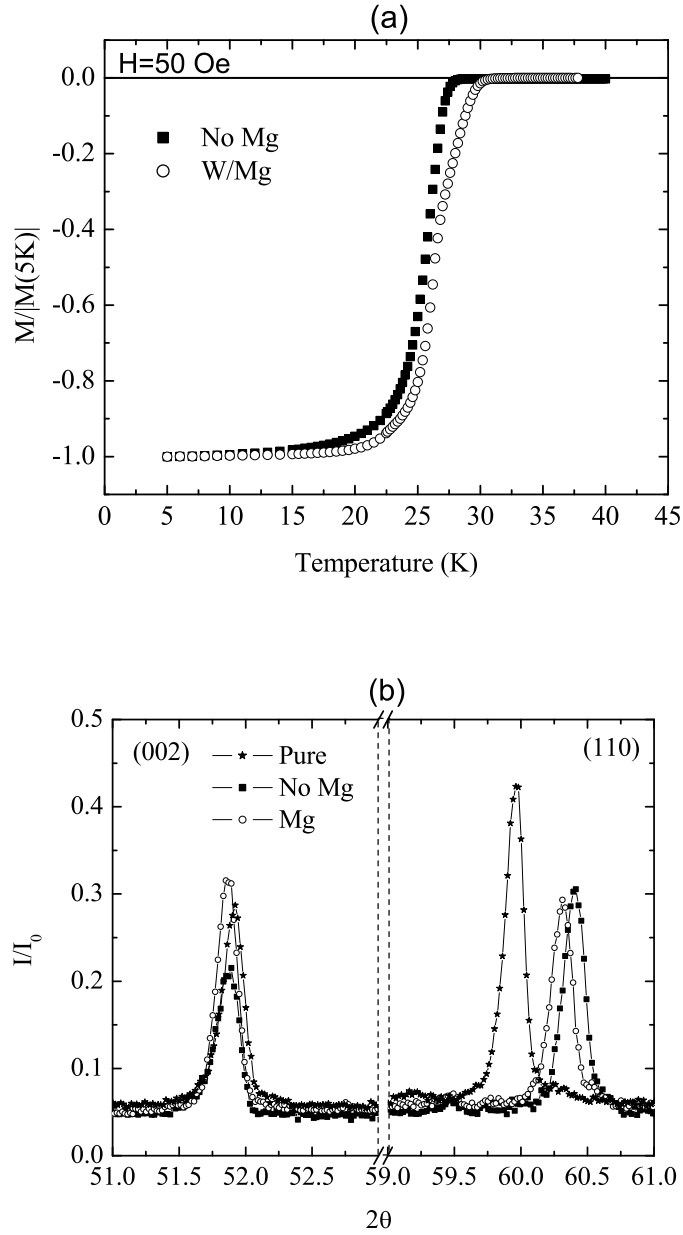 (a)
H=50 Oe
No Mg
W/Mg
0.0
-0.2
-0.4
-0.6
-0.8
-1.0
M/|M(5K)|
0 5 10 15 20 25 30 35 40 45
Temperature (K)
(b)
(002)
Pure
No Mg
Mg
(110)
0.5
0.4
0.3
0.2
0.1
0.0
I/I0
51.0 51.5 52.0 52.5 59.0 59.5 60.0 60.5 61.0
2θ